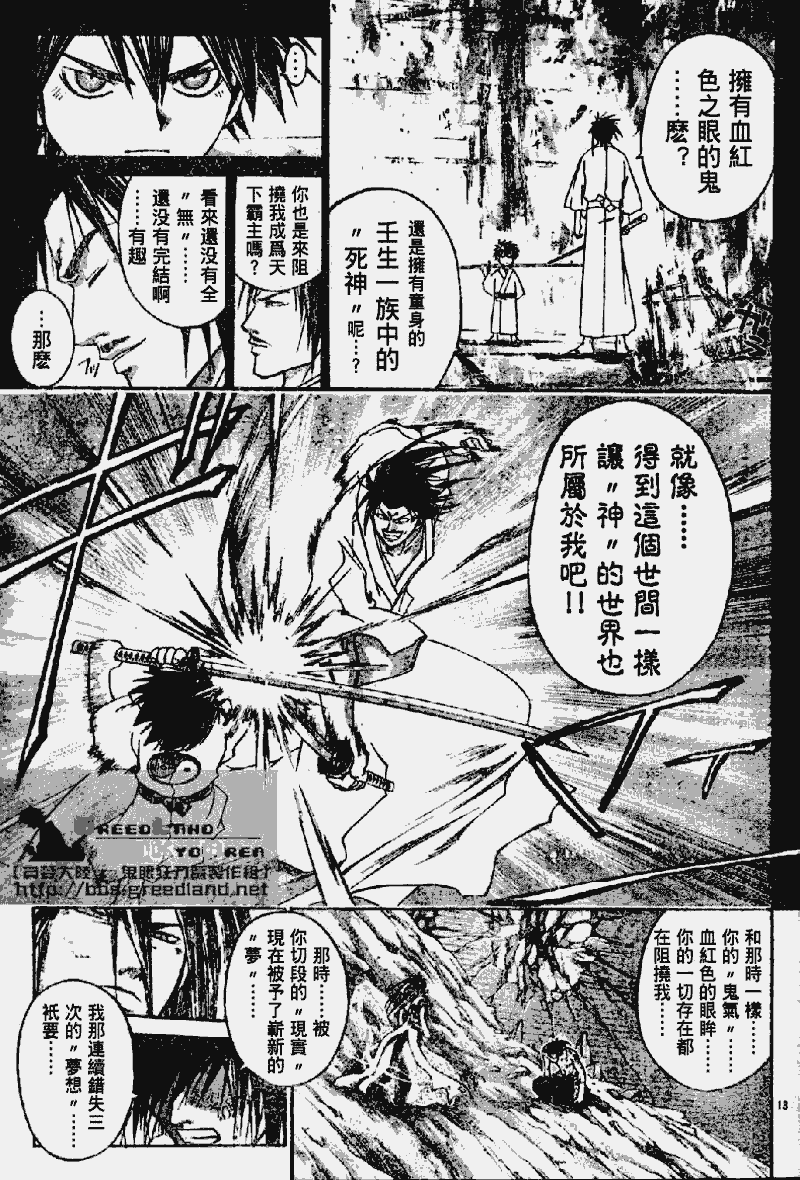 擁有血紅
色之眼的鬼
……麼？
還是擁有童身的
壬生一族中的
〝死神〞呢…？
…
你也是來阻
撓我成爲天
下霸主嗎？
看來還没有全
〝無〞……
還没有完結啊
……有趣
…那麼
就像……
得到這個世間一樣
讓〝神〞的世界也
所屬於我吧!!
和那時一樣……
你的〝鬼氣〞……
血紅色的眼眸……
你的一切存在都
在阻撓我……
那時……被
你切段的〝現實〞
現在被予了嶄新的
〝夢〞……
我那連續錯失三
次的〝夢想〞……
衹要……
GREEDLAND
YO REN
http://bbs.greedland.net
13